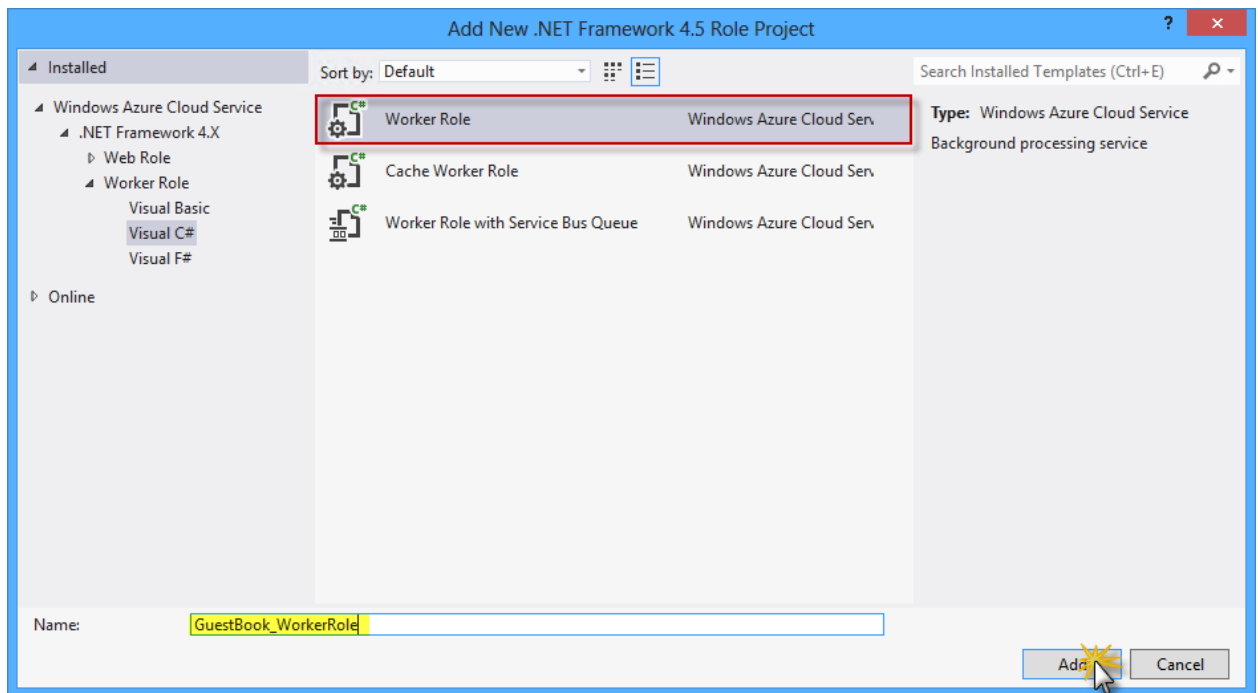 Add New .NET Framework 4.5 Role Project
?
Installed
Sort by: Default
Search Installed Templates (Ctrl+E)
Windows Azure Cloud Service
.NET Framework 4.X
Web Role
Worker Role
Visual Basic
Visual C#
Visual F#
Online
C#
Worker Role
Windows Azure Cloud Serv
C#
Cache Worker Role
Windows Azure Cloud Serv
C#
Worker Role with Service Bus Queue
Windows Azure Cloud Serv
Type: Windows Azure Cloud Service
Background processing service
Name: GuestBook_WorkerRole
Add
Cancel